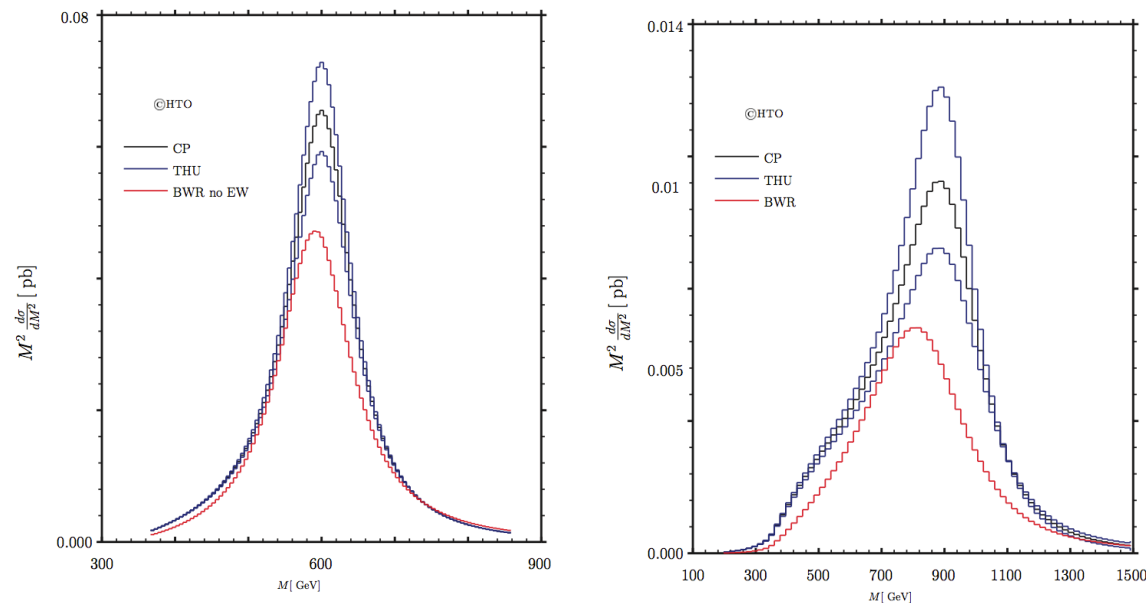 0.08
©HTO
CP
THU
BWR no EW
M² dσ/dM² [ pb]
0.000
300
600
900
M[ GeV]
0.014
©HTO
CP
THU
BWR
0.01
M² dσ/dM² [ pb]
0.005
0.000
100
300
500
700
900
1100
1300
1500
M[ GeV]